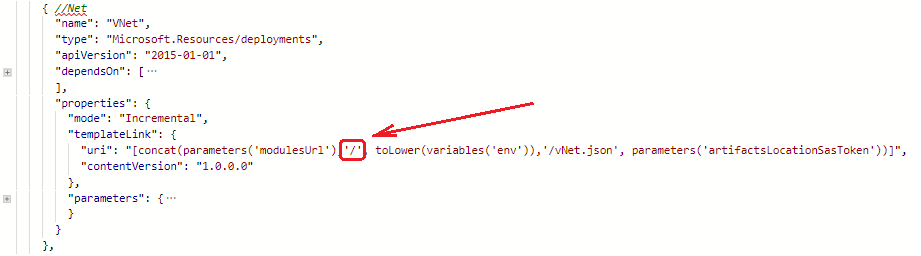 { //Net
"name": "VNet",
"type": "Microsoft.Resources/deployments",
"apiVersion": "2015-01-01",
"dependsOn": [ ...
],
"properties": {
"mode": "Incremental",
"templateLink": {
"uri": "[concat(parameters('modulesUrl') '/', toLower(variables('env')),'/vNet.json', parameters('artifactsLocationSasToken'))]",
"contentVersion": "1.0.0.0"
},
"parameters": { ...
}
}
},